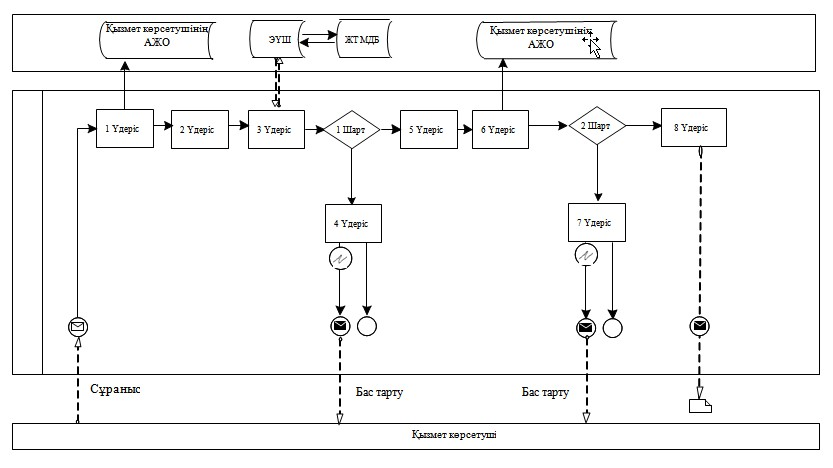 Қызмет көрсетушінің
АЖО
ЭҮШ
ЖТ МДБ
Қызмет көрсетушінің
АЖО
1 Үдеріс
2 Үдеріс
3 Үдеріс
1 Шарт
5 Үдеріс
6 Үдеріс
2 Шарт
8 Үдеріс
4 Үдеріс
7 Үдеріс
Сұраныс
Бас тарту
Бас тарту
Қызмет көрсетуші